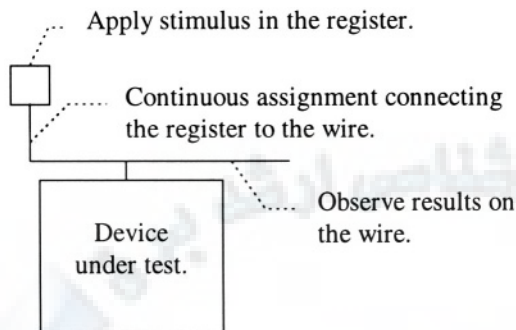 Apply stimulus in the register.
Continuous assignment connecting
the register to the wire.
Observe results on
the wire.
Device
under test.